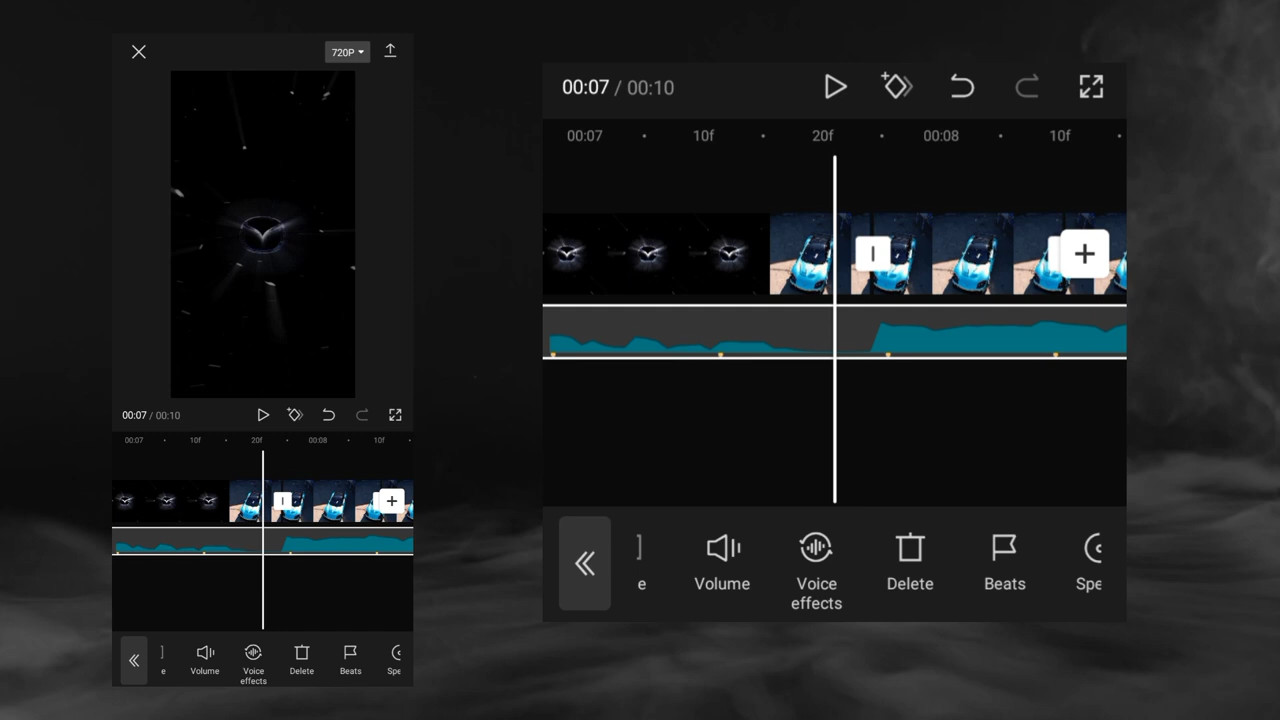 720P
00:07 / 00:10
00:07 10f 20f 00:08 10f
e Volume Voice effects Delete Beats Spe
00:07 / 00:10
00:07 10f 20f 00:08 10f
e Volume Voice effects Delete Beats Spe